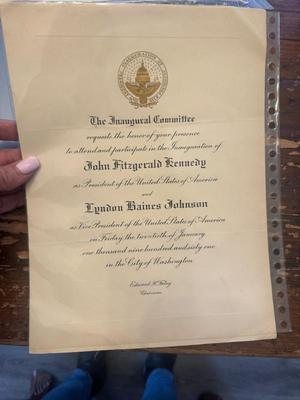 The Inaugural Committee
requests the honor of your presence
to attend and participate in the Inauguration of
John Fitzgerald Kennedy
as President of the United States of America
and
Lyndon Baines Johnson
as Vice President of the United States of America
on Friday the twentieth of January
one thousand nine hundred and sixty one
in the City of Washington
Edward H. Foley
Chairman